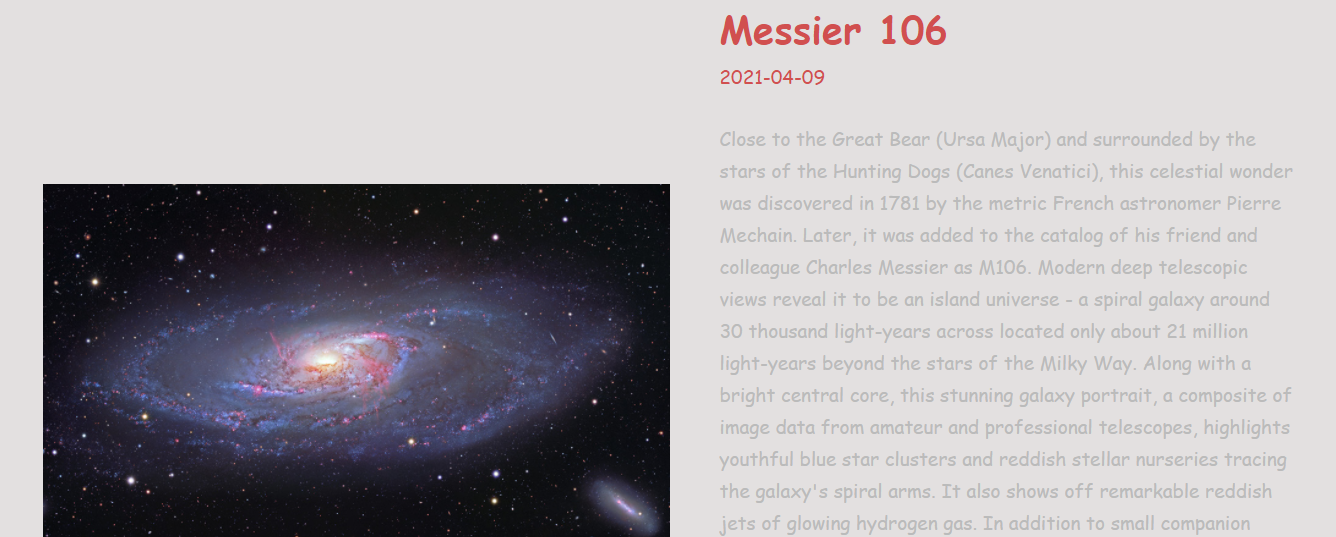 Messier 106
2021-04-09
Close to the Great Bear (Ursa Major) and surrounded by the
stars of the Hunting Dogs (Canes Venatici), this celestial wonder
was discovered in 1781 by the metric French astronomer Pierre
Mechain. Later, it was added to the catalog of his friend and
colleague Charles Messier as M106. Modern deep telescopic
views reveal it to be an island universe - a spiral galaxy around
30 thousand light-years across located only about 21 million
light-years beyond the stars of the Milky Way. Along with a
bright central core, this stunning galaxy portrait, a composite of
image data from amateur and professional telescopes, highlights
youthful blue star clusters and reddish stellar nurseries tracing
the galaxy's spiral arms. It also shows off remarkable reddish
jets of glowing hydrogen gas. In addition to small companion